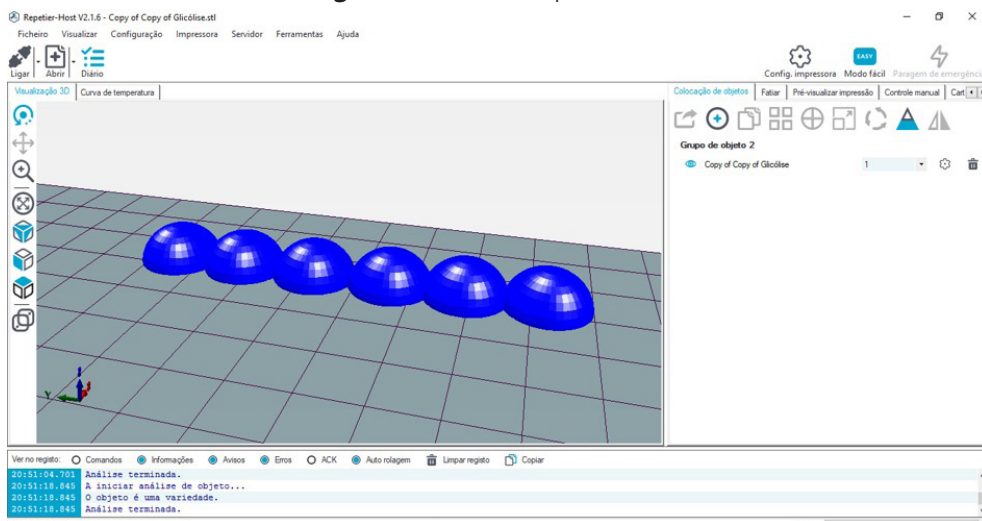 Repetier-Host V2.1.6 - Copy of Copy of Glicólise.stl
Ficheiro Visualizar Configuração Impressora Servidor Ferramentas Ajuda
Ligar Abrir Diário
Config. impressora Modo fácil Paragem de emergência
EASY
Visualização 3D Curva de temperatura
Colocação de objetos Fatiar Pré-visualizar impressão Controle manual Cart
Grupo de objeto 2
Copy of Copy of Glicólise 1
Y
Ver no registo: Comandos Informações Avisos Erros ACK Auto rolagem Limpar registo Copiar
20:51:04.701 Análise terminada.
20:51:18.845 A iniciar análise de objeto...
20:51:18.845 O objeto é uma variedade.
20:51:18.845 Análise terminada.